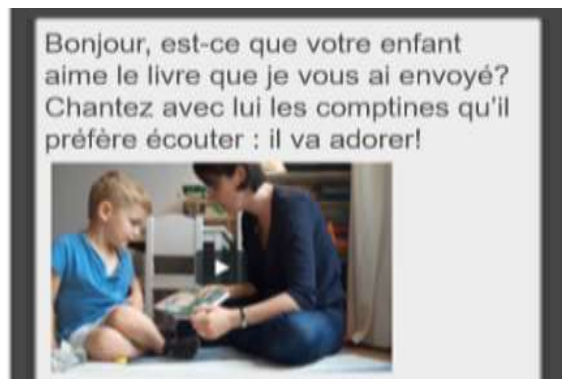 Bonjour, est-ce que votre enfant
aime le livre que je vous ai envoyé?
Chantez avec lui les comptines qu'il
préfère écouter : il va adorer!